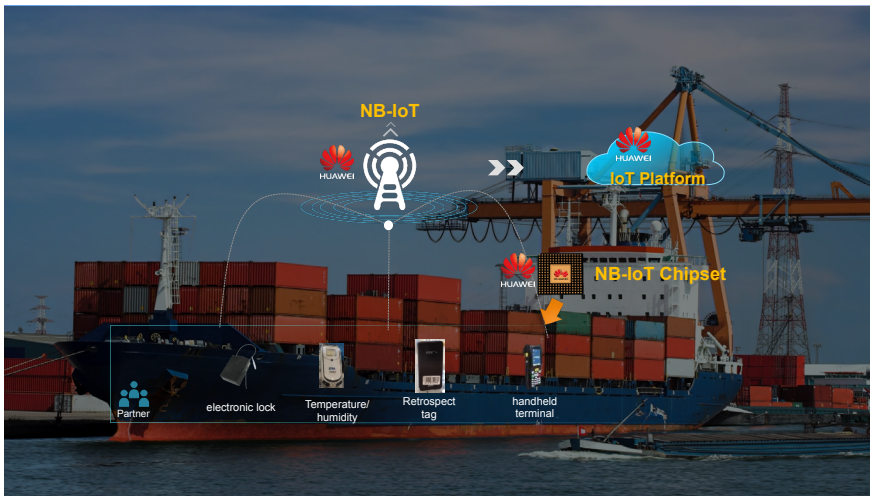 NB-IoT
HUAWEI
HUAWEI
IoT Platform
HUAWEI
NB-IoT Chipset
Partner
electronic lock
Temperature/
humidity
Retrospect
tag
handheld
terminal